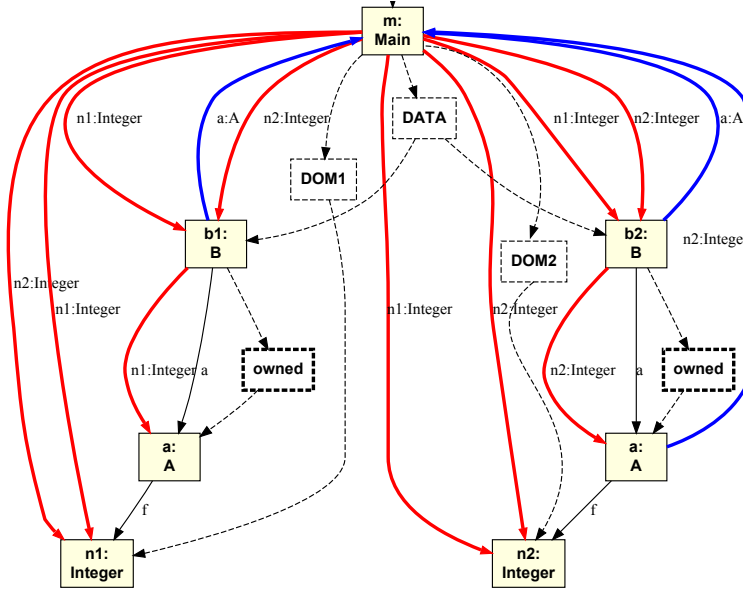 m:
Main
n1:Integer
a:A
n2:Integer
DATA
n1:Integer
n2:Integer
a:A
DOM1
b1:
B
b2:
B
n2:Intege
DOM2
n2:Integer
n1:Integer
n1:Integer
n2:Integer
n1:Integer
a
owned
n2:Integer
a
owned
a:
A
a:
A
f
f
n1:
Integer
n2:
Integer